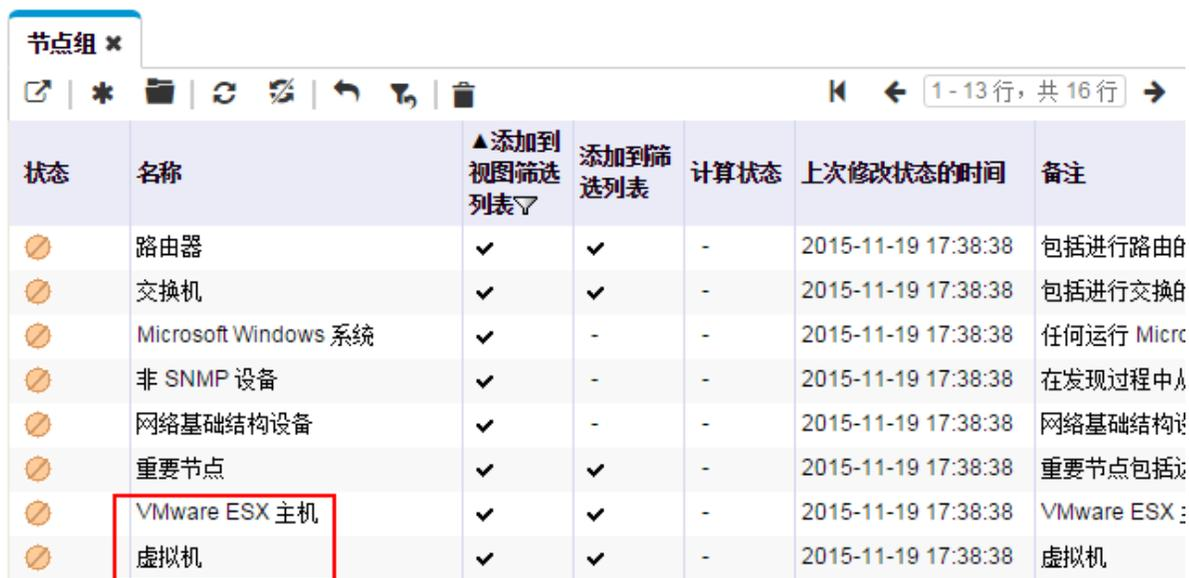 节点组
1 - 13 行，共 16 行
状态 名称 ▲添加到视图筛选列表 添加到筛选列表 计算状态 上次修改状态的时间 备注
路由器 - 2015-11-19 17:38:38 包括进行路由的
交换机 - 2015-11-19 17:38:38 包括进行交换的
Microsoft Windows 系统 - - 2015-11-19 17:38:38 任何运行 Micro
非 SNMP 设备 - - 2015-11-19 17:38:38 在发现过程中从
网络基础结构设备 - - 2015-11-19 17:38:38 网络基础结构设
重要节点 - 2015-11-19 17:38:38 重要节点包括这
VMware ESX 主机 - 2015-11-19 17:38:38 VMware ESX
虚拟机 - 2015-11-19 17:38:38 虚拟机